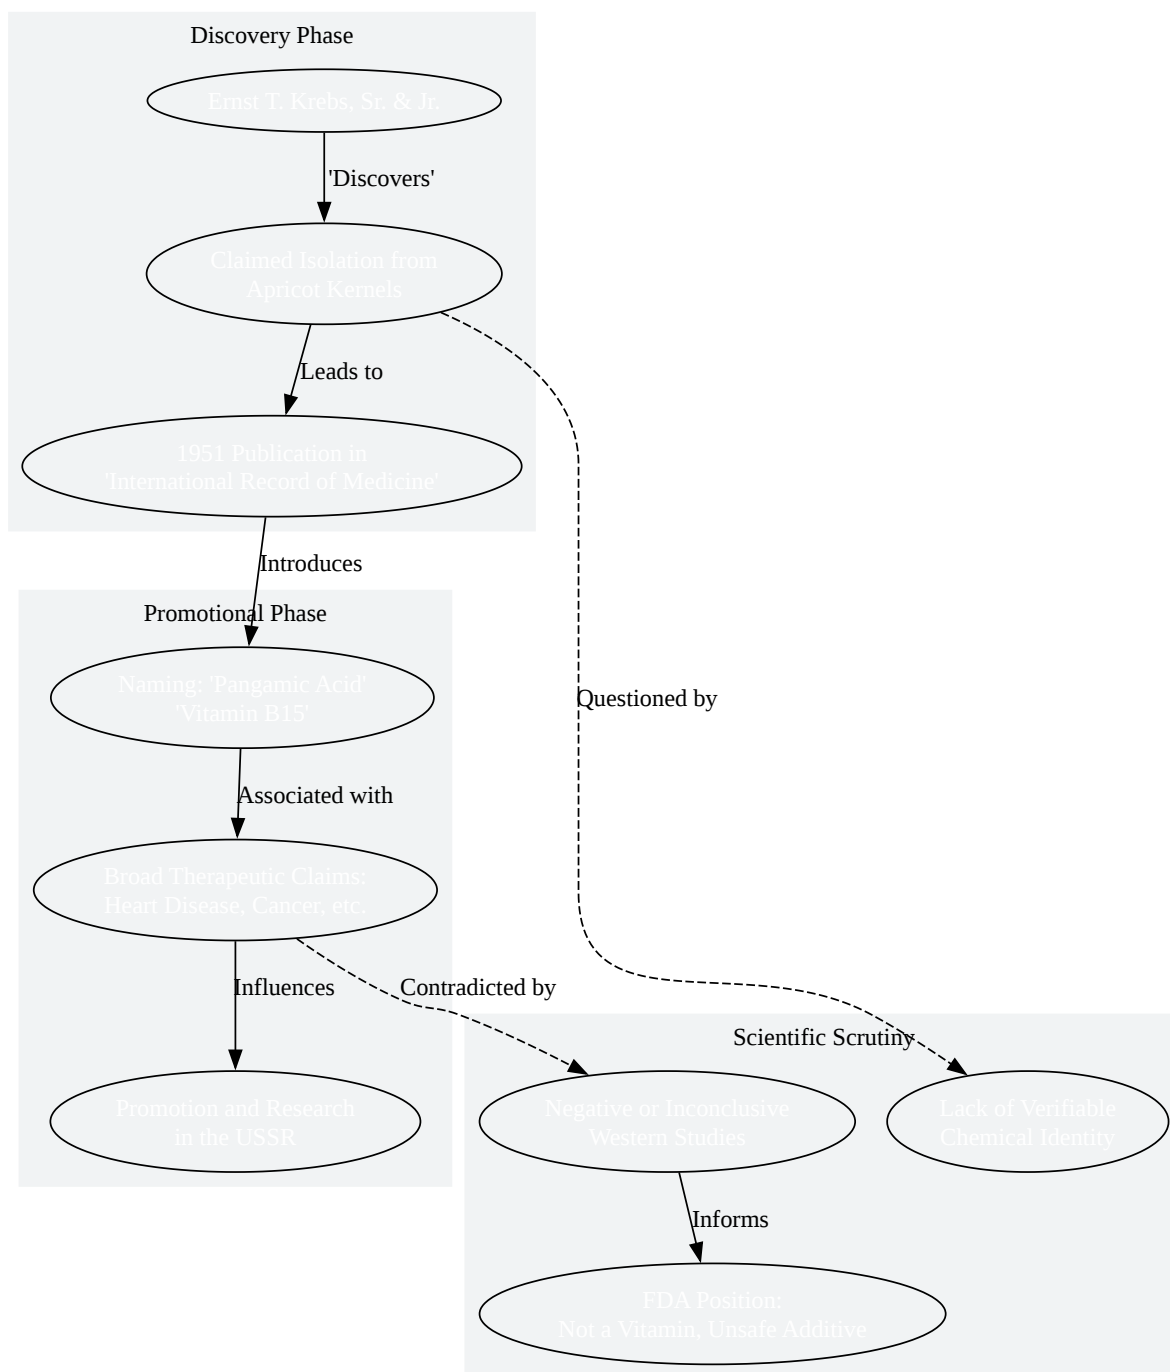 Discovery Phase
Ernst T. Krebs, Sr. & Jr.
'Discovers'
Claimed Isolation from
Apricot Kernels
Leads to
1951 Publication in
'International Record of Medicine'
Introduces
Promotional Phase
Naming: 'Pangamic Acid'
'Vitamin B15'
Questioned by
Associated with
Broad Therapeutic Claims:
Heart Disease, Cancer, etc.
Influences
Contradicted by
Scientific Scrutiny
Promotion and Research
in the USSR
Negative or Inconclusive
Western Studies
Lack of Verifiable
Chemical Identity
Informs
FDA Position:
Not a Vitamin, Unsafe Additive